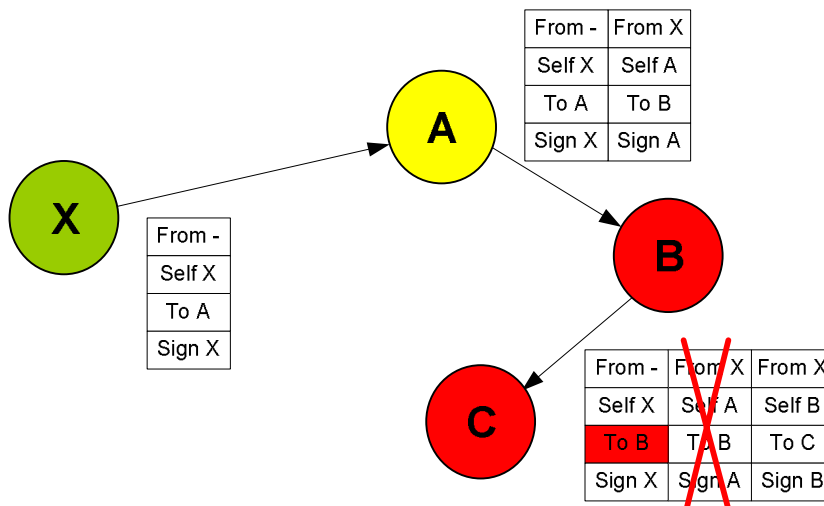 From - From X
Self X Self A
To A To B
Sign X Sign A
A
X
From -
Self X
To A
Sign X
B
C
From - From X From X
Self X Self A Self B
To B To B To C
Sign X Sign A Sign B